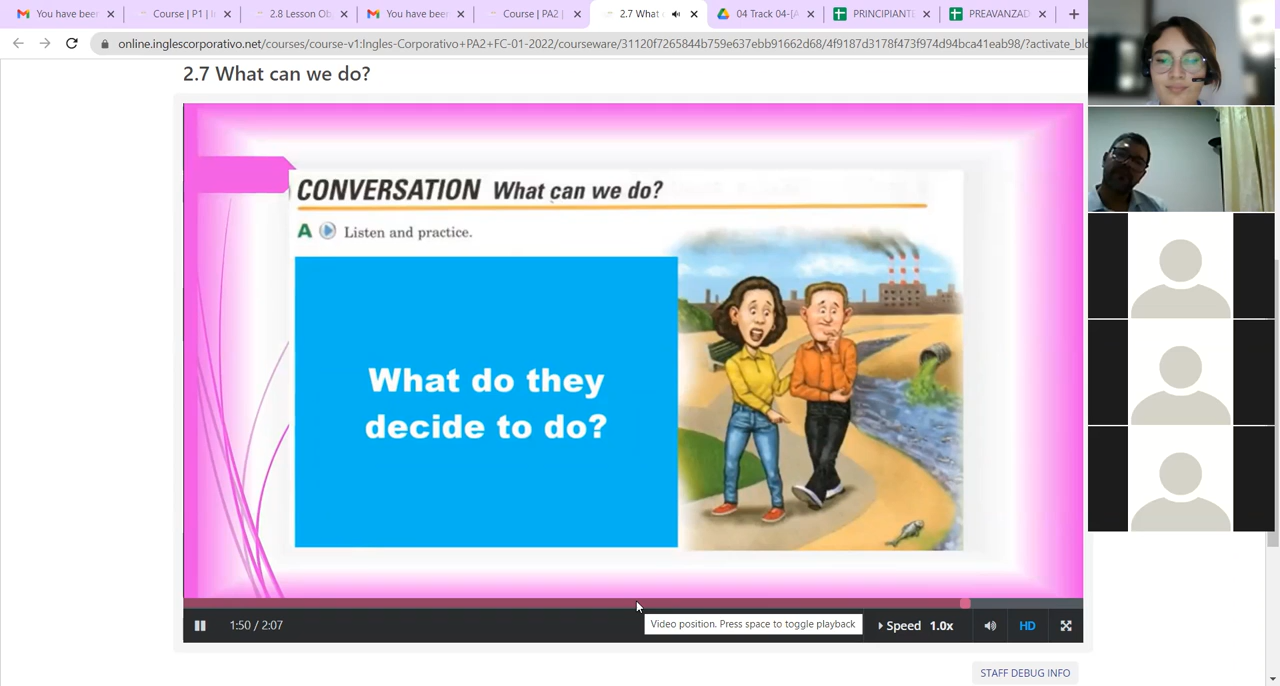 You have been
Course | P1 | I
2.8 Lesson Ob
You have been
Course | PA2 |
2.7 What
04 Track 04-[A
PRINCIPIANTE
PREAVANZAD
online.inglescorporativo.net/courses/course-v1:Ingles-Corporativo+PA2+FC-01-2022/courseware/31120f7265844b759e637ebb91662d68/4f9187d3178f473f974d94bca41eab98/?activate_blo
2.7 What can we do?
CONVERSATION What can we do?
A Listen and practice.
What do they
decide to do?
1:50 / 2:07
Video position. Press space to toggle playback
Speed 1.0x
HD
STAFF DEBUG INFO